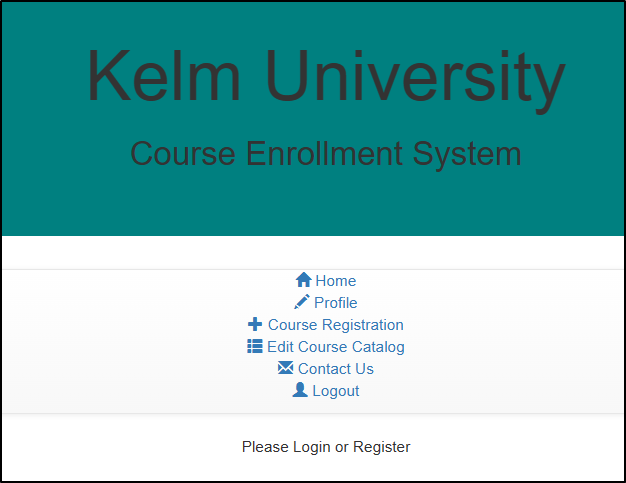 Kelm University
Course Enrollment System
Home
Profile
Course Registration
Edit Course Catalog
Contact Us
Logout
Please Login or Register